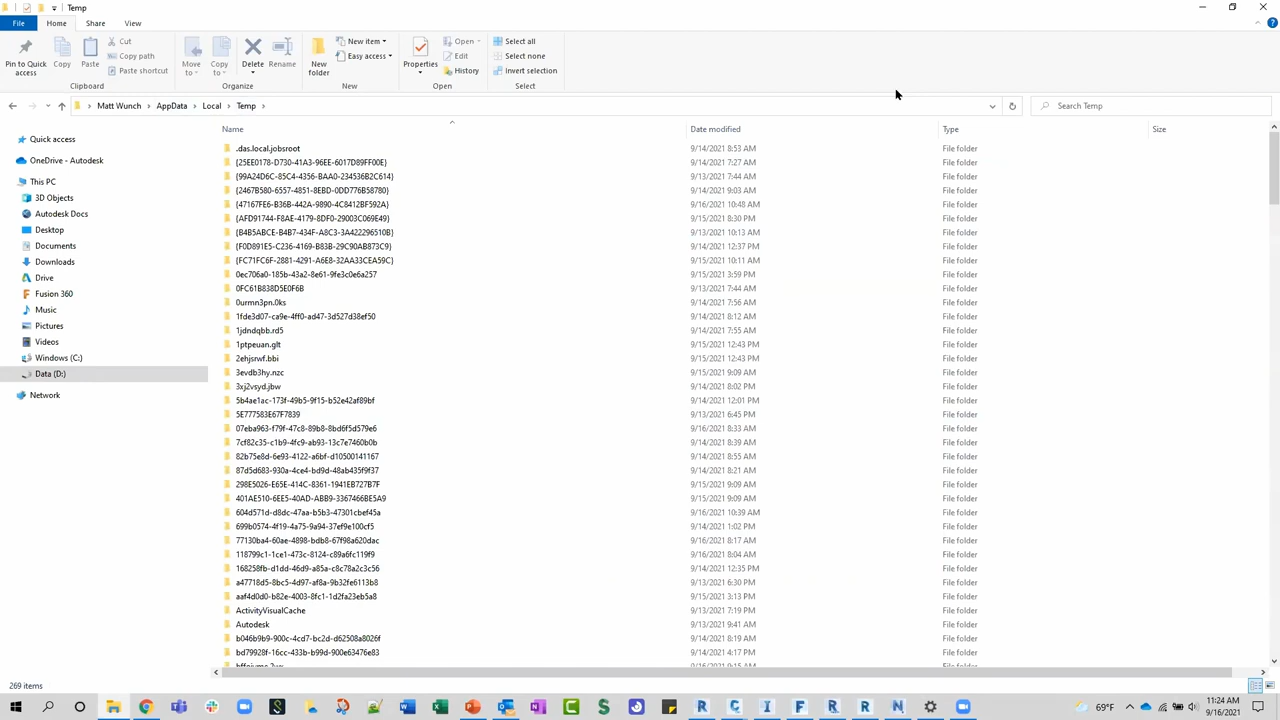 Temp
File Home Share View
Pin to Quick access
Copy
Paste
Cut
Copy path
Paste shortcut
Clipboard
Move to
Copy to
Delete
Rename
Organize
New folder
New item
Easy access
New
Properties
Open
Edit
History
Open
Select all
Select none
Invert selection
Select
Matt Wunch > AppData > Local > Temp >
Search Temp
Quick access
OneDrive - Autodesk
This PC
3D Objects
Autodesk Docs
Desktop
Documents
Downloads
Drive
Fusion 360
Music
Pictures
Videos
Windows (C:)
Data (D:)
Network
Name Date modified Type Size
.das.local.jobsroot 9/14/2021 8:53 AM File folder
{25EE0178-D730-41A3-96EE-6017D89FF00E} 9/14/2021 7:27 AM File folder
{99A24D6C-85C4-4356-BAA0-234536B2C614} 9/13/2021 7:44 AM File folder
{2467B580-6557-4851-8EBD-0DD776B58780} 9/14/2021 9:03 AM File folder
{47167FE6-B36B-442A-9890-4C8412BF592A} 9/16/2021 10:48 AM File folder
{AFD91744-F8AE-4179-8DF0-29003C069E49} 9/15/2021 8:30 PM File folder
{B4B5ABCE-B4B7-434F-A8C3-3A422296510B} 9/13/2021 10:13 AM File folder
{F0D891E5-C236-4169-B83B-29C90AB873C9} 9/14/2021 12:37 PM File folder
{FC71FC6F-2881-4291-A6E8-32AA33CEA59C} 9/15/2021 10:11 AM File folder
0ec706a0-185b-43a2-8e61-9fe3c0e6a257 9/15/2021 3:59 PM File folder
0FC61B838D5E0F6B 9/13/2021 7:44 AM File folder
0urmn3pn.0ks 9/14/2021 7:56 AM File folder
1fde3d07-ca9e-4ff0-ad47-3d527d38ef50 9/14/2021 8:12 AM File folder
1jdndqbb.rd5 9/14/2021 7:55 AM File folder
1ptpeuan.glt 9/15/2021 12:43 PM File folder
2ehjsrwf.bbi 9/15/2021 12:43 PM File folder
3evdb3hy.nzc 9/15/2021 9:09 AM File folder
3xj2vsyd.jbw 9/14/2021 8:02 PM File folder
5b4ae1ac-173f-49b5-9f15-b52e42af89bf 9/14/2021 12:01 PM File folder
5E777583E67F7839 9/13/2021 6:45 PM File folder
07eba963-f79f-47c8-89b8-8bd6f5d579e6 9/16/2021 8:33 AM File folder
7cf82c35-c1b9-4fc9-ab93-13c7e7460b0b 9/14/2021 8:39 AM File folder
82b75e8d-6e93-4122-a6bf-d10500141167 9/14/2021 8:55 AM File folder
87d5d683-930a-4ce4-bd9d-48ab435f9f37 9/14/2021 8:21 AM File folder
298E5026-E65E-414C-8361-1941EB727B7F 9/15/2021 9:09 AM File folder
401AE510-6EE5-40AD-ABB9-3367466BE5A9 9/15/2021 9:09 AM File folder
604d571d-d8dc-47aa-b5b3-47301cbef45a 9/16/2021 10:39 AM File folder
699b0574-4f19-4a75-9a94-37ef9e100cf5 9/14/2021 1:02 PM File folder
77130ba4-60ae-4898-bdb8-67f98a620dac 9/16/2021 8:17 AM File folder
118799c1-1ce1-473c-8124-c89a6fc119f9 9/16/2021 8:04 AM File folder
168258fb-d1dd-46d9-a85a-c8c78a2c3c56 9/14/2021 12:35 PM File folder
a47718d5-8bc5-4d97-af8a-9b32fe6113b8 9/13/2021 6:30 PM File folder
aaf4d0d0-b82e-4003-8fc1-1d2fa23eb5a8 9/15/2021 3:13 PM File folder
ActivityVisualCache 9/13/2021 7:19 PM File folder
Autodesk 9/13/2021 9:41 AM File folder
b046b9b9-900c-4cd7-bc2d-d62508a8026f 9/14/2021 8:19 AM File folder
bd79928f-16cc-433b-b99d-900e63476e83 9/14/2021 4:17 PM File folder
9/16/2021 9:15 AM File folder
269 items
69°F
11:24 AM
9/16/2021